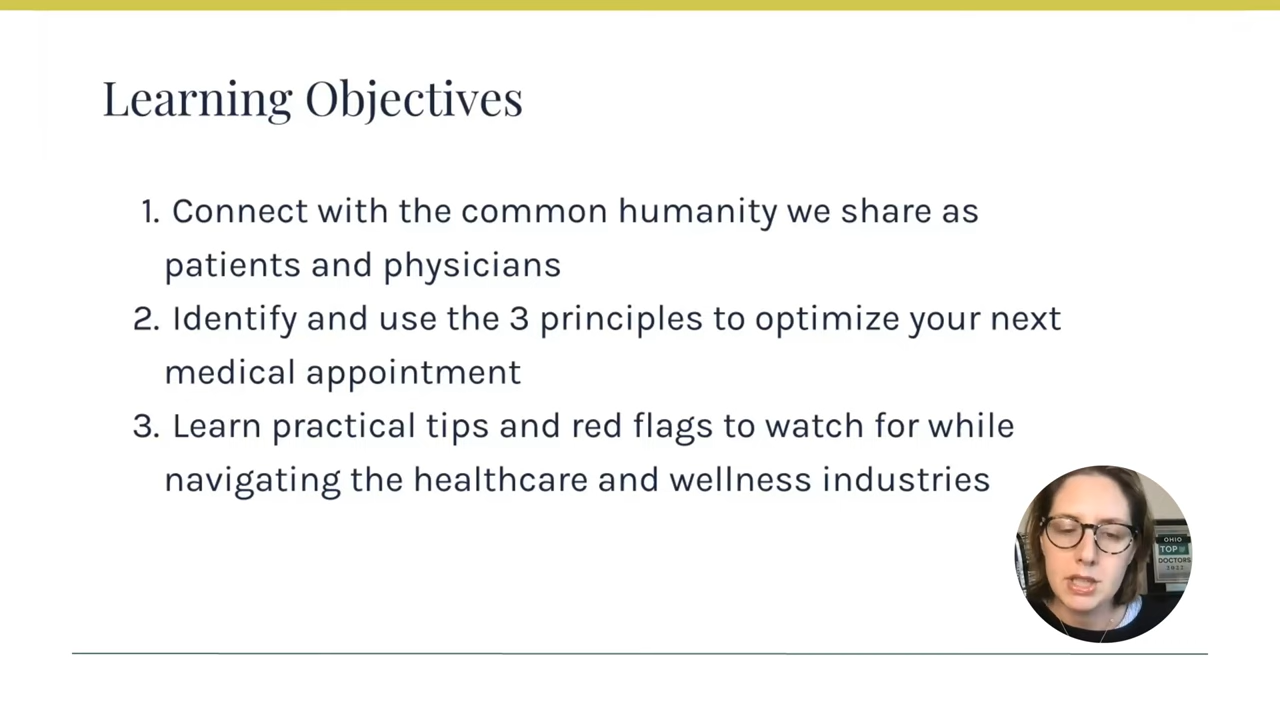 Learning Objectives
1. Connect with the common humanity we share as
patients and physicians
2. Identify and use the 3 principles to optimize your next
medical appointment
3. Learn practical tips and red flags to watch for while
navigating the healthcare and wellness industries
OHIO
TOP
DOCTORS